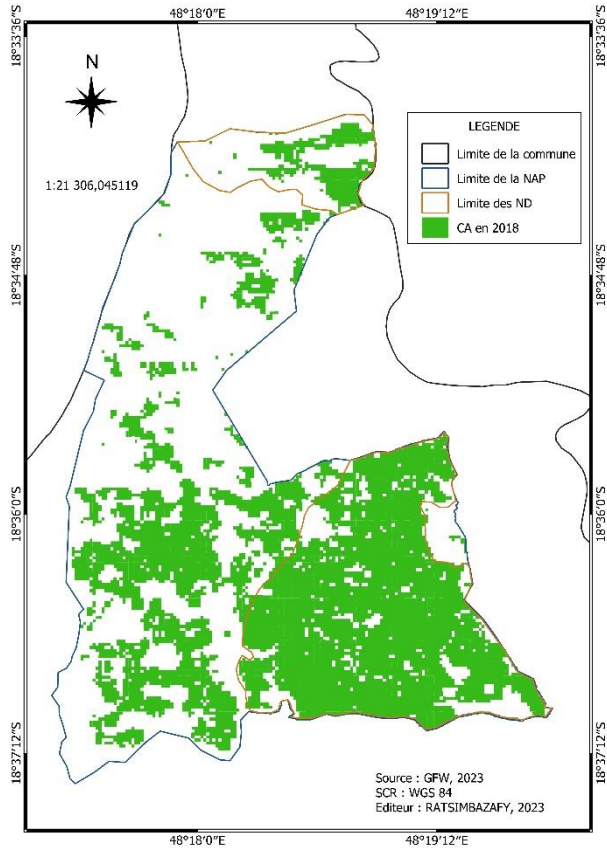 48°18'0"E 48°19'12"E
18°33'36"S 18°33'36"S
N
LEGENDE
Limite de la commune
Limite de la NAP
Limite des ND
CA en 2018
1:21 306,045119
18°34'48"S 18°34'48"S
18°36'0"S 18°36'0"S
18°37'12"S 18°37'12"S
Source : GFW, 2023
SCR : WGS 84
Editeur : RATSIMBAZAFY, 2023
48°18'0"E 48°19'12"E